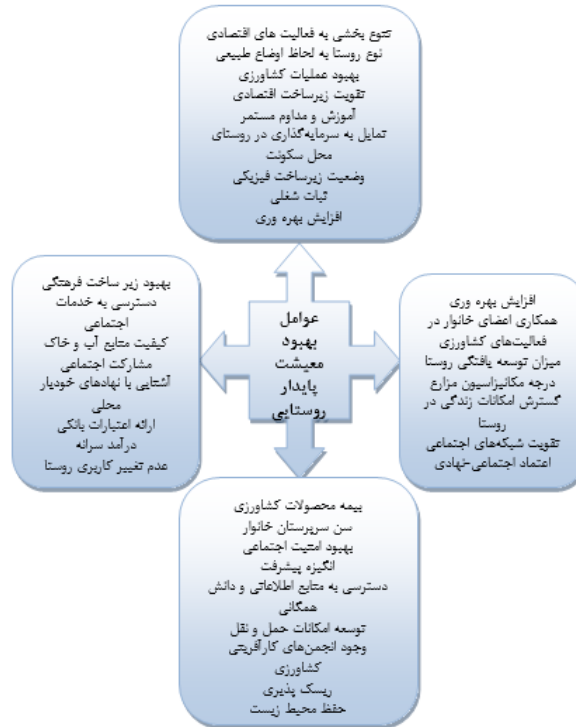 تنوع بخشی به فعالیت های اقتصادی
نوع روستا به لحاظ اوضاع طبیعی
بهبود عملیات کشاورزی
تقویت زیرساخت اقتصادی
آموزش و مداوم مستمر
تمایل به سرمایه‌گذاری در روستای
محل سکونت
وضعیت زیرساخت فیزیکی
ثبات شغلی
افزایش بهره وری
افزایش بهره وری
همکاری اعضای خانوار در
فعالیت‌های کشاورزی
میزان توسعه یافتگی روستا
درجه مکانیزاسیون مزارع
گسترش امکانات زندگی در
روستا
تقویت شبکه‌های اجتماعی
اعتماد اجتماعی-نهادی
عوامل
بهبود
معیشت
پایدار
روستایی
بهبود زیر ساخت فرهنگی
دسترسی به خدمات
اجتماعی
کیفیت منابع آب و خاک
مشارکت اجتماعی
آشنایی با نهادهای خودیار
محلی
ارائه اعتبارات بانکی
درآمد سرانه
عدم تغییر کاربری روستا
بیمه محصولات کشاورزی
سن سرپرستان خانوار
بهبود امنیت اجتماعی
انگیزه پیشرفت
دسترسی به منابع اطلاعاتی و دانش
همگانی
توسعه امکانات حمل و نقل
وجود انجمن‌های کارآفرینی
کشاورزی
ریسک پذیری
حفظ محیط زیست